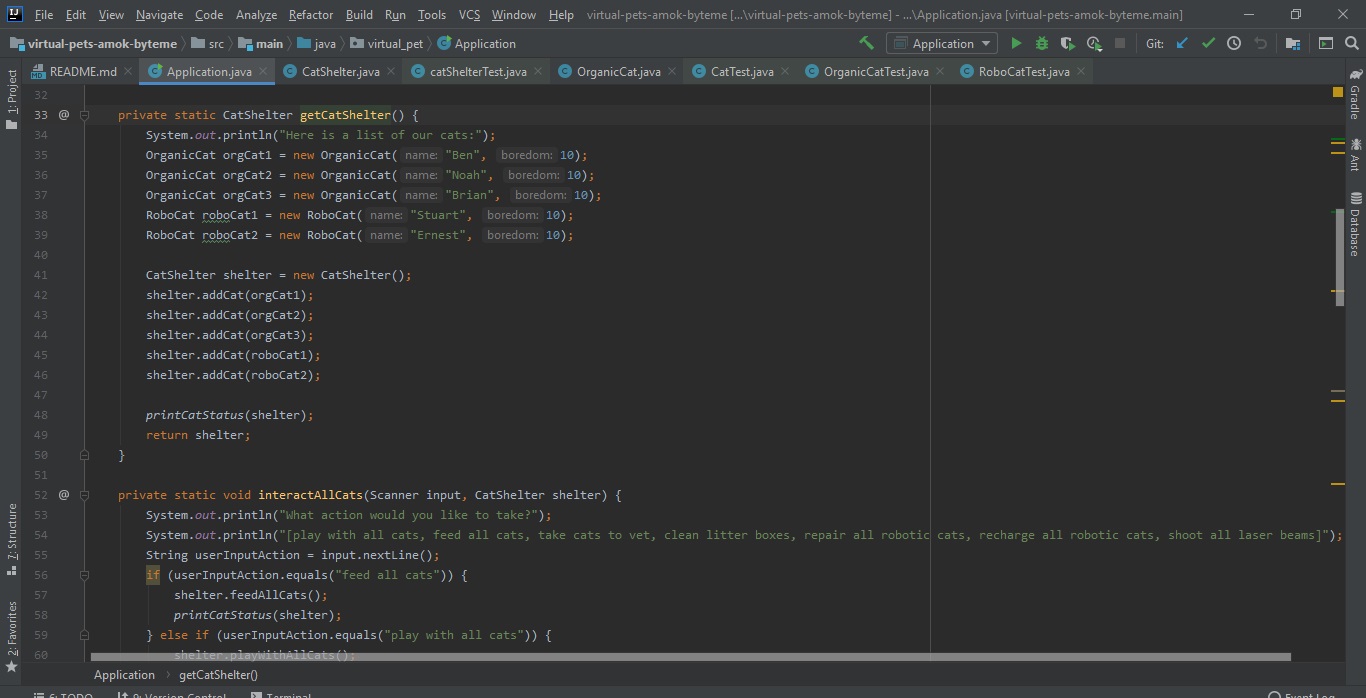 File Edit View Navigate Code Analyze Refactor Build Run Tools VCS Window Help virtual-pets-amok-byteme [...\virtual-pets-amok-byteme] - ...\Application.java [virtual-pets-amok-byteme.main]
virtual-pets-amok-byteme src main java virtual_pet Application Application Git:
README.md Application.java CatShelter.java catShelterTest.java OrganicCat.java CatTest.java OrganicCatTest.java RoboCatTest.java
1: Project
7: Structure
2: Favorites
Gradle
Ant
Database
32
33 @ private static CatShelter getCatShelter() {
34 System.out.println("Here is a list of our cats:");
35 OrganicCat orgCat1 = new OrganicCat( name: "Ben", boredom: 10);
36 OrganicCat orgCat2 = new OrganicCat( name: "Noah", boredom: 10);
37 OrganicCat orgCat3 = new OrganicCat( name: "Brian", boredom: 10);
38 RoboCat roboCat1 = new RoboCat( name: "Stuart", boredom: 10);
39 RoboCat roboCat2 = new RoboCat( name: "Ernest", boredom: 10);
40
41 CatShelter shelter = new CatShelter();
42 shelter.addCat(orgCat1);
43 shelter.addCat(orgCat2);
44 shelter.addCat(orgCat3);
45 shelter.addCat(roboCat1);
46 shelter.addCat(roboCat2);
47
48 printCatStatus(shelter);
49 return shelter;
50 }
51
52 @ private static void interactAllCats(Scanner input, CatShelter shelter) {
53 System.out.println("What action would you like to take?");
54 System.out.println("[play with all cats, feed all cats, take cats to vet, clean litter boxes, repair all robotic cats, recharge all robotic cats, shoot all laser beams]");
55 String userInputAction = input.nextLine();
56 if (userInputAction.equals("feed all cats")) {
57 shelter.feedAllCats();
58 printCatStatus(shelter);
59 } else if (userInputAction.equals("play with all cats")) {
60 shelter.playWithAllCats();
Application getCatShelter()
6: TODO 9: Version Control Terminal Event Log